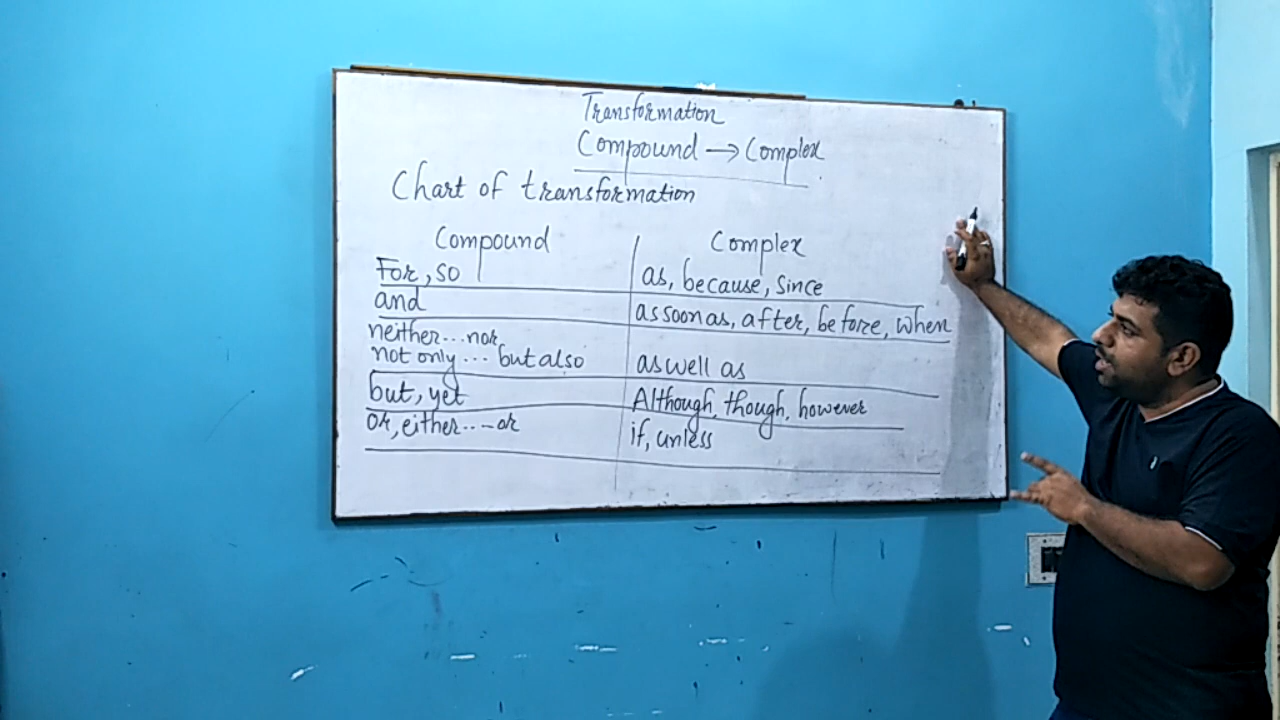 Transformation
Compound → Complex
Chart of transformation
Compound Complex
For, so as, because, since
and as soon as, after, before, when
neither...nor
not only... but also as well as
but, yet Although, though, however
or, either...-or if, unless